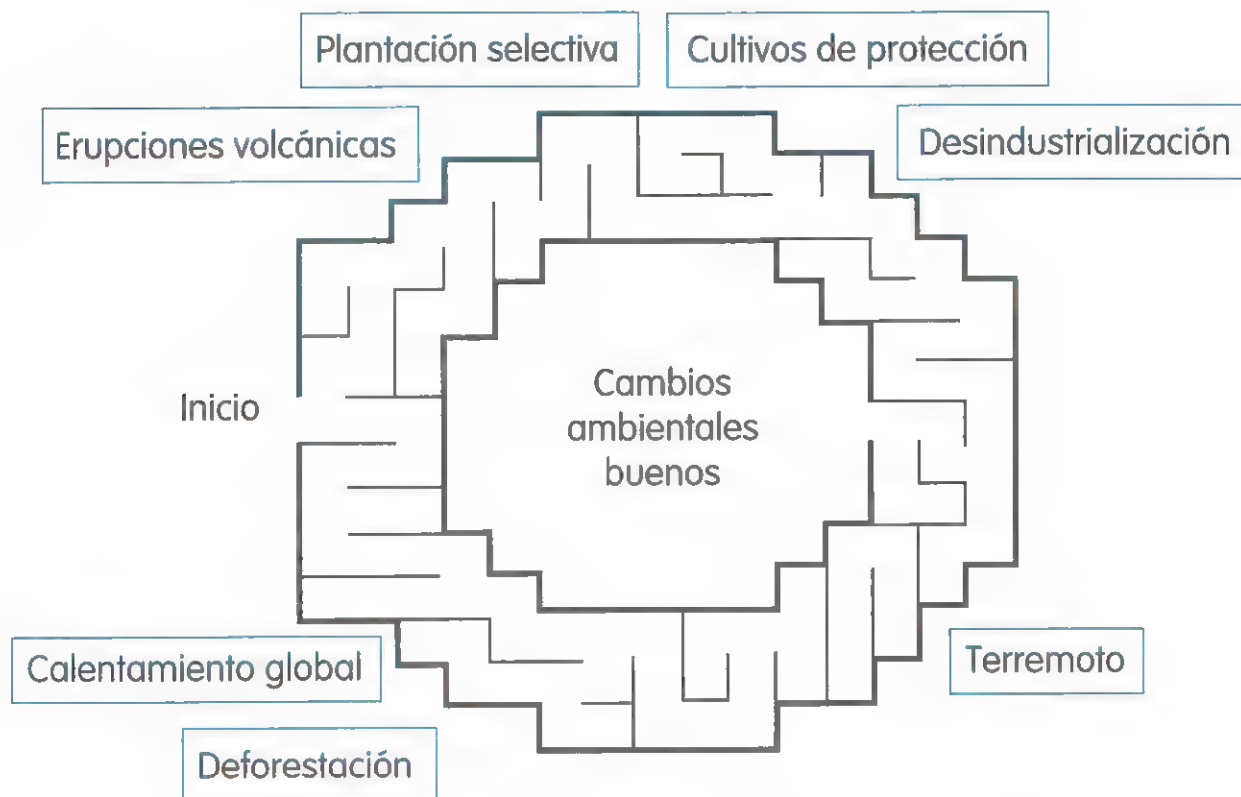 Plantación selectiva
Cultivos de protección
Erupciones volcánicas
Desindustrialización
Inicio
Cambios
ambientales
buenos
Calentamiento global
Terremoto
Deforestación